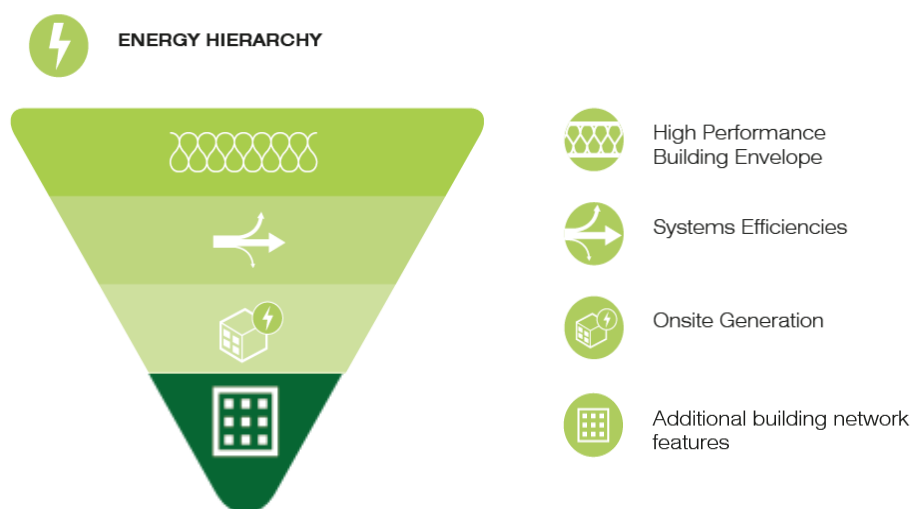 ENERGY HIERARCHY
High Performance
Building Envelope
Systems Efficiencies
Onsite Generation
Additional building network
features